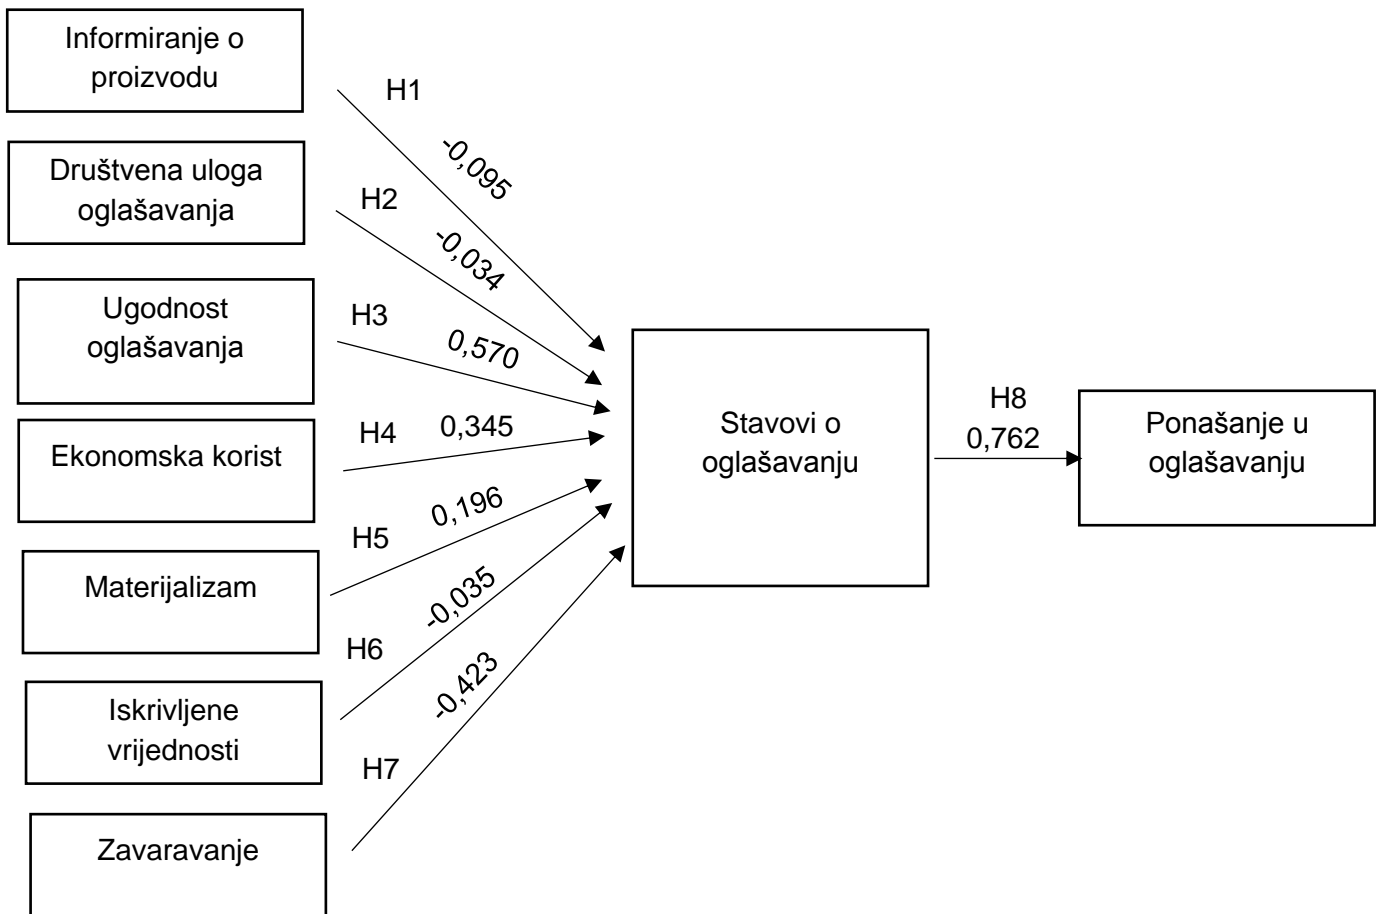 Informiranje o
proizvodu
H1
-0,095
Društvena uloga
oglašavanja
H2
-0,034
Ugodnost
oglašavanja
H3
0,570
Ekonomska korist
H4
0,345
Materijalizam
H5
0,196
Iskrivljene
vrijednosti
H6
-0,035
Zavaravanje
H7
-0,423
Stavovi o
oglašavanju
H8
0,762
Ponašanje u
oglašavanju